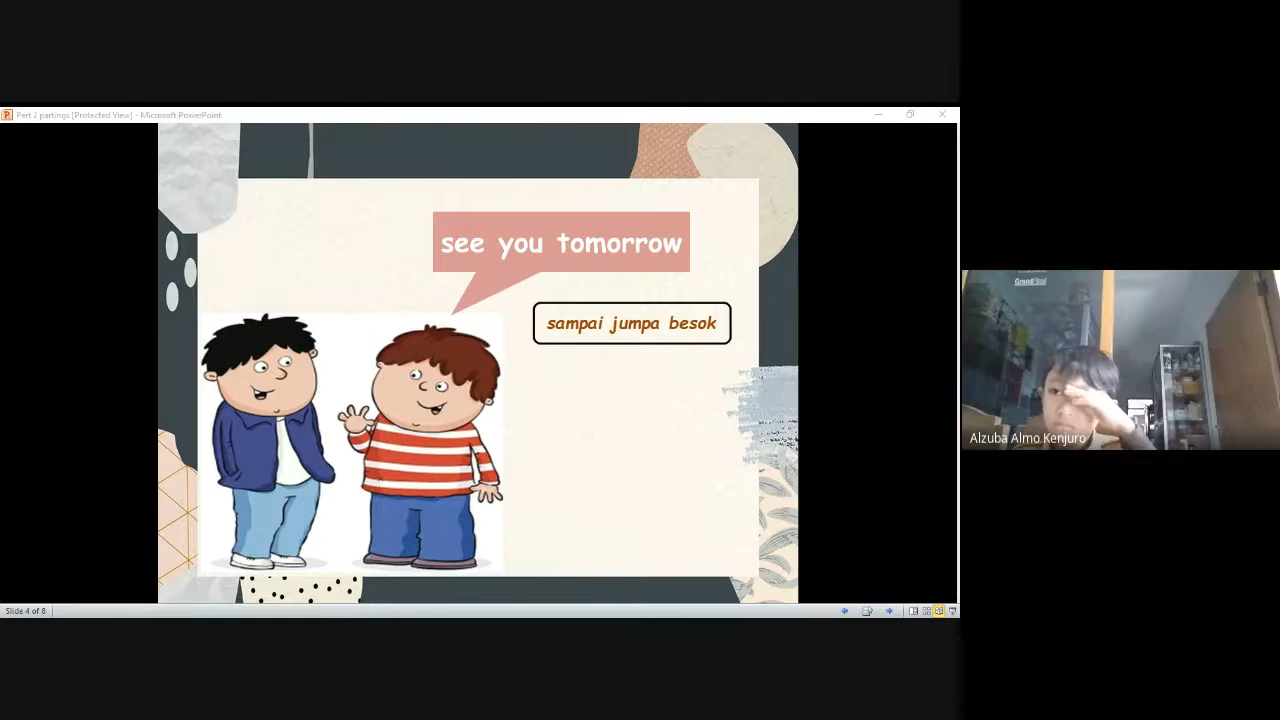 Pert 2 partings [Protected View] - Microsoft PowerPoint
see you tomorrow
sampai jumpa besok
Alzuba Almo Kenjuro
Slide 4 of 8